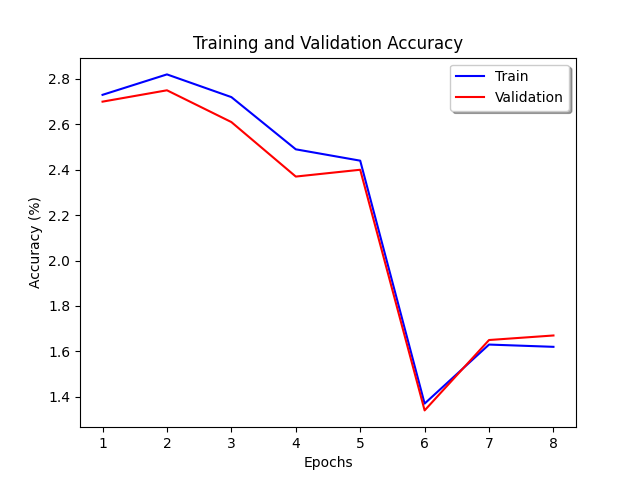 Training and Validation Accuracy
Train
Validation
Accuracy (%)
2.8
2.6
2.4
2.2
2.0
1.8
1.6
1.4
1 2 3 4 5 6 7 8
Epochs